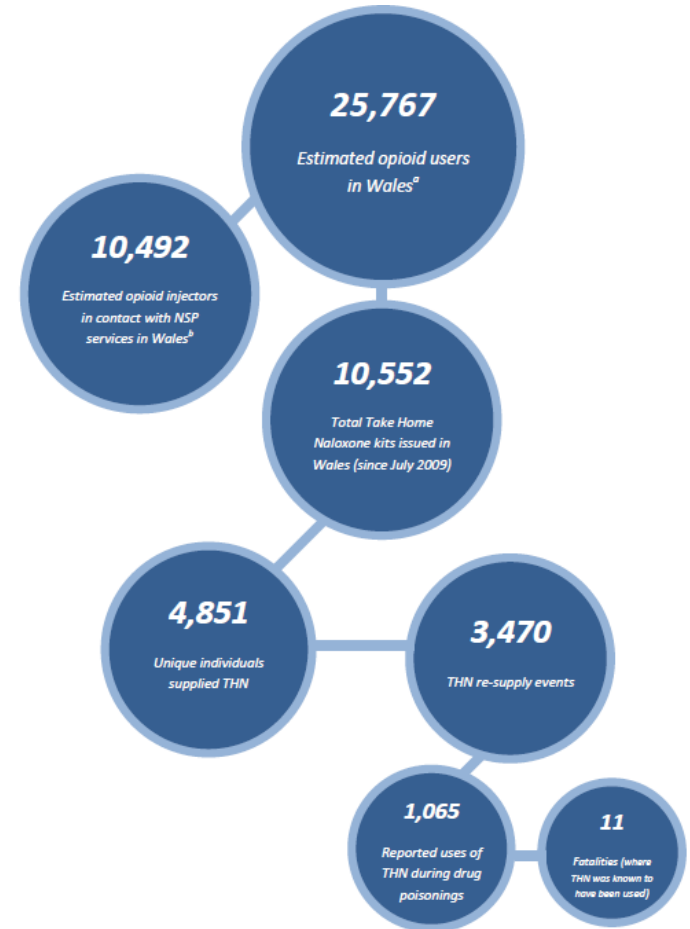 25,767
Estimated opioid users
in Walesᵃ
10,492
Estimated opioid injectors
in contact with NSP
services in Walesᵇ
10,552
Total Take Home
Naloxone kits issued in
Wales (since July 2009)
4,851
Unique individuals
supplied THN
3,470
THN re-supply events
1,065
Reported uses of
THN during drug
poisonings
11
Fatalities (where
THN was known to
have been used)